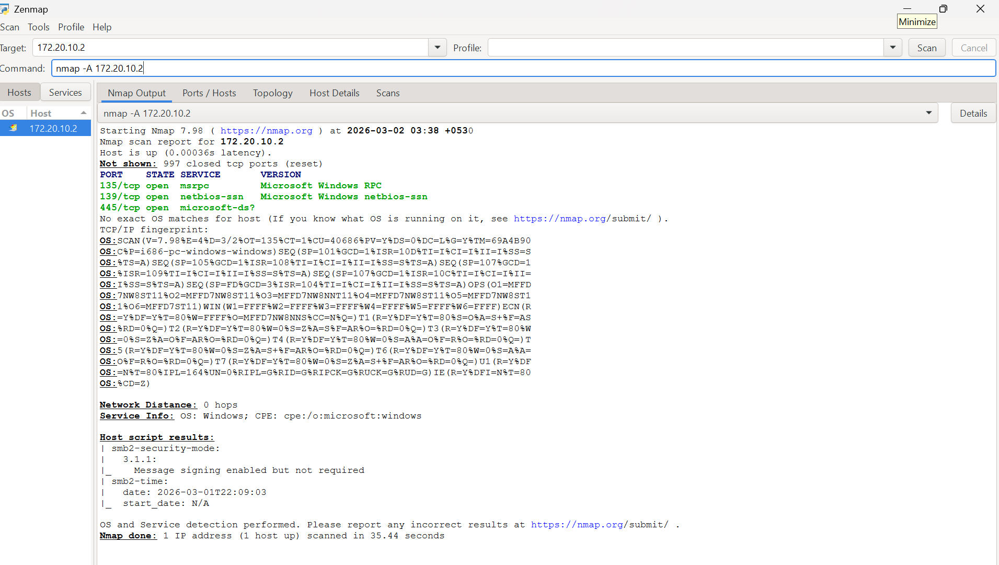 Zenmap
Minimize
Scan Tools Profile Help
Target: 172.20.10.2 Profile: Scan Cancel
Command: nmap -A 172.20.10.2
Hosts Services Nmap Output Ports / Hosts Topology Host Details Scans
OS Host nmap -A 172.20.10.2 Details
172.20.10.2
Starting Nmap 7.98 ( https://nmap.org ) at 2026-03-02 03:38 +0530
Nmap scan report for 172.20.10.2
Host is up (0.00036s latency).
Not shown: 997 closed tcp ports (reset)
PORT    STATE SERVICE       VERSION
135/tcp open  msrpc         Microsoft Windows RPC
139/tcp open  netbios-ssn   Microsoft Windows netbios-ssn
445/tcp open  microsoft-ds?
No exact OS matches for host (If you know what OS is running on it, see https://nmap.org/submit/ ).
TCP/IP fingerprint:
OS:SCAN(V=7.98%E=4%D=3/2%OT=135%CT=1%CU=40686%PV=Y%DS=0%DC=L%G=Y%TM=69A4B90
OS:C%P=i686-pc-windows-windows)SEQ(SP=101%GCD=1%ISR=10D%TI=I%CI=I%II=I%SS=S
OS:%TS=A)SEQ(SP=105%GCD=1%ISR=108%TI=I%CI=I%II=I%SS=S%TS=A)SEQ(SP=107%GCD=1
OS:%ISR=109%TI=I%CI=I%II=I%SS=S%TS=A)SEQ(SP=107%GCD=1%ISR=10C%TI=I%CI=I%II=
OS:I%SS=S%TS=A)SEQ(SP=FD%GCD=3%ISR=104%TI=I%CI=I%II=I%SS=S%TS=A)OPS(O1=MFFD
OS:7NW8ST11%O2=MFFD7NW8ST11%O3=MFFD7NW8NNT11%O4=MFFD7NW8ST11%O5=MFFD7NW8ST1
OS:1%O6=MFFD7ST11)WIN(W1=FFFF%W2=FFFF%W3=FFFF%W4=FFFF%W5=FFFF%W6=FFFF)ECN(R
OS:=Y%DF=Y%T=80%W=FFFF%O=MFFD7NW8NNS%CC=N%Q=)T1(R=Y%DF=Y%T=80%S=O%A=S+%F=AS
OS:%RD=0%Q=)T2(R=Y%DF=Y%T=80%W=0%S=Z%A=S%F=AR%O=%RD=0%Q=)T3(R=Y%DF=Y%T=80%W
OS:=0%S=Z%A=O%F=AR%O=%RD=0%Q=)T4(R=Y%DF=Y%T=80%W=0%S=A%A=O%F=R%O=%RD=0%Q=)T
OS:5(R=Y%DF=Y%T=80%W=0%S=Z%A=S+%F=AR%O=%RD=0%Q=)T6(R=Y%DF=Y%T=80%W=0%S=A%A=
OS:O%F=R%O=%RD=0%Q=)T7(R=Y%DF=Y%T=80%W=0%S=Z%A=S+%F=AR%O=%RD=0%Q=)U1(R=Y%DF
OS:=N%T=80%IPL=164%UN=0%RIPL=G%RID=G%RIPCK=G%RUCK=G%RUD=G)IE(R=Y%DFI=N%T=80
OS:%CD=Z)
Network Distance: 0 hops
Service Info: OS: Windows; CPE: cpe:/o:microsoft:windows
Host script results:
| smb2-security-mode:
|   3.1.1:
|_    Message signing enabled but not required
| smb2-time:
|   date: 2026-03-01T22:09:03
|_  start_date: N/A
OS and Service detection performed. Please report any incorrect results at https://nmap.org/submit/ .
Nmap done: 1 IP address (1 host up) scanned in 35.44 seconds